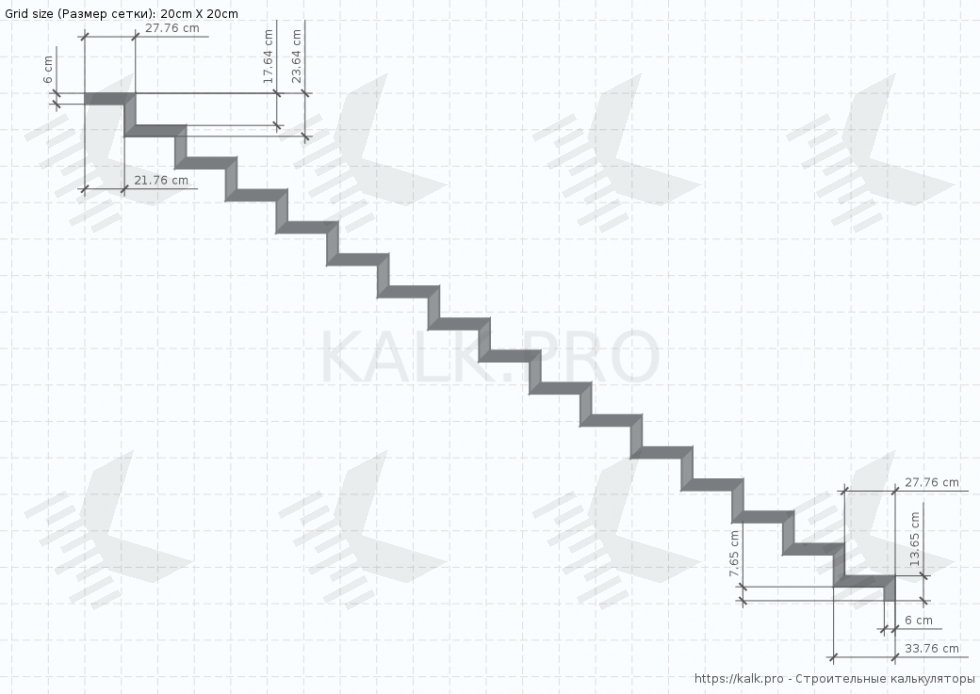 Grid size (Размер сетки): 20cm X 20cm
27.76 cm
6 cm
17.64 cm
23.64 cm
21.76 cm
KALK.PRO
27.76 cm
7.65 cm
13.65 cm
6 cm
33.76 cm
https://kalk.pro - Строительные калькуляторы